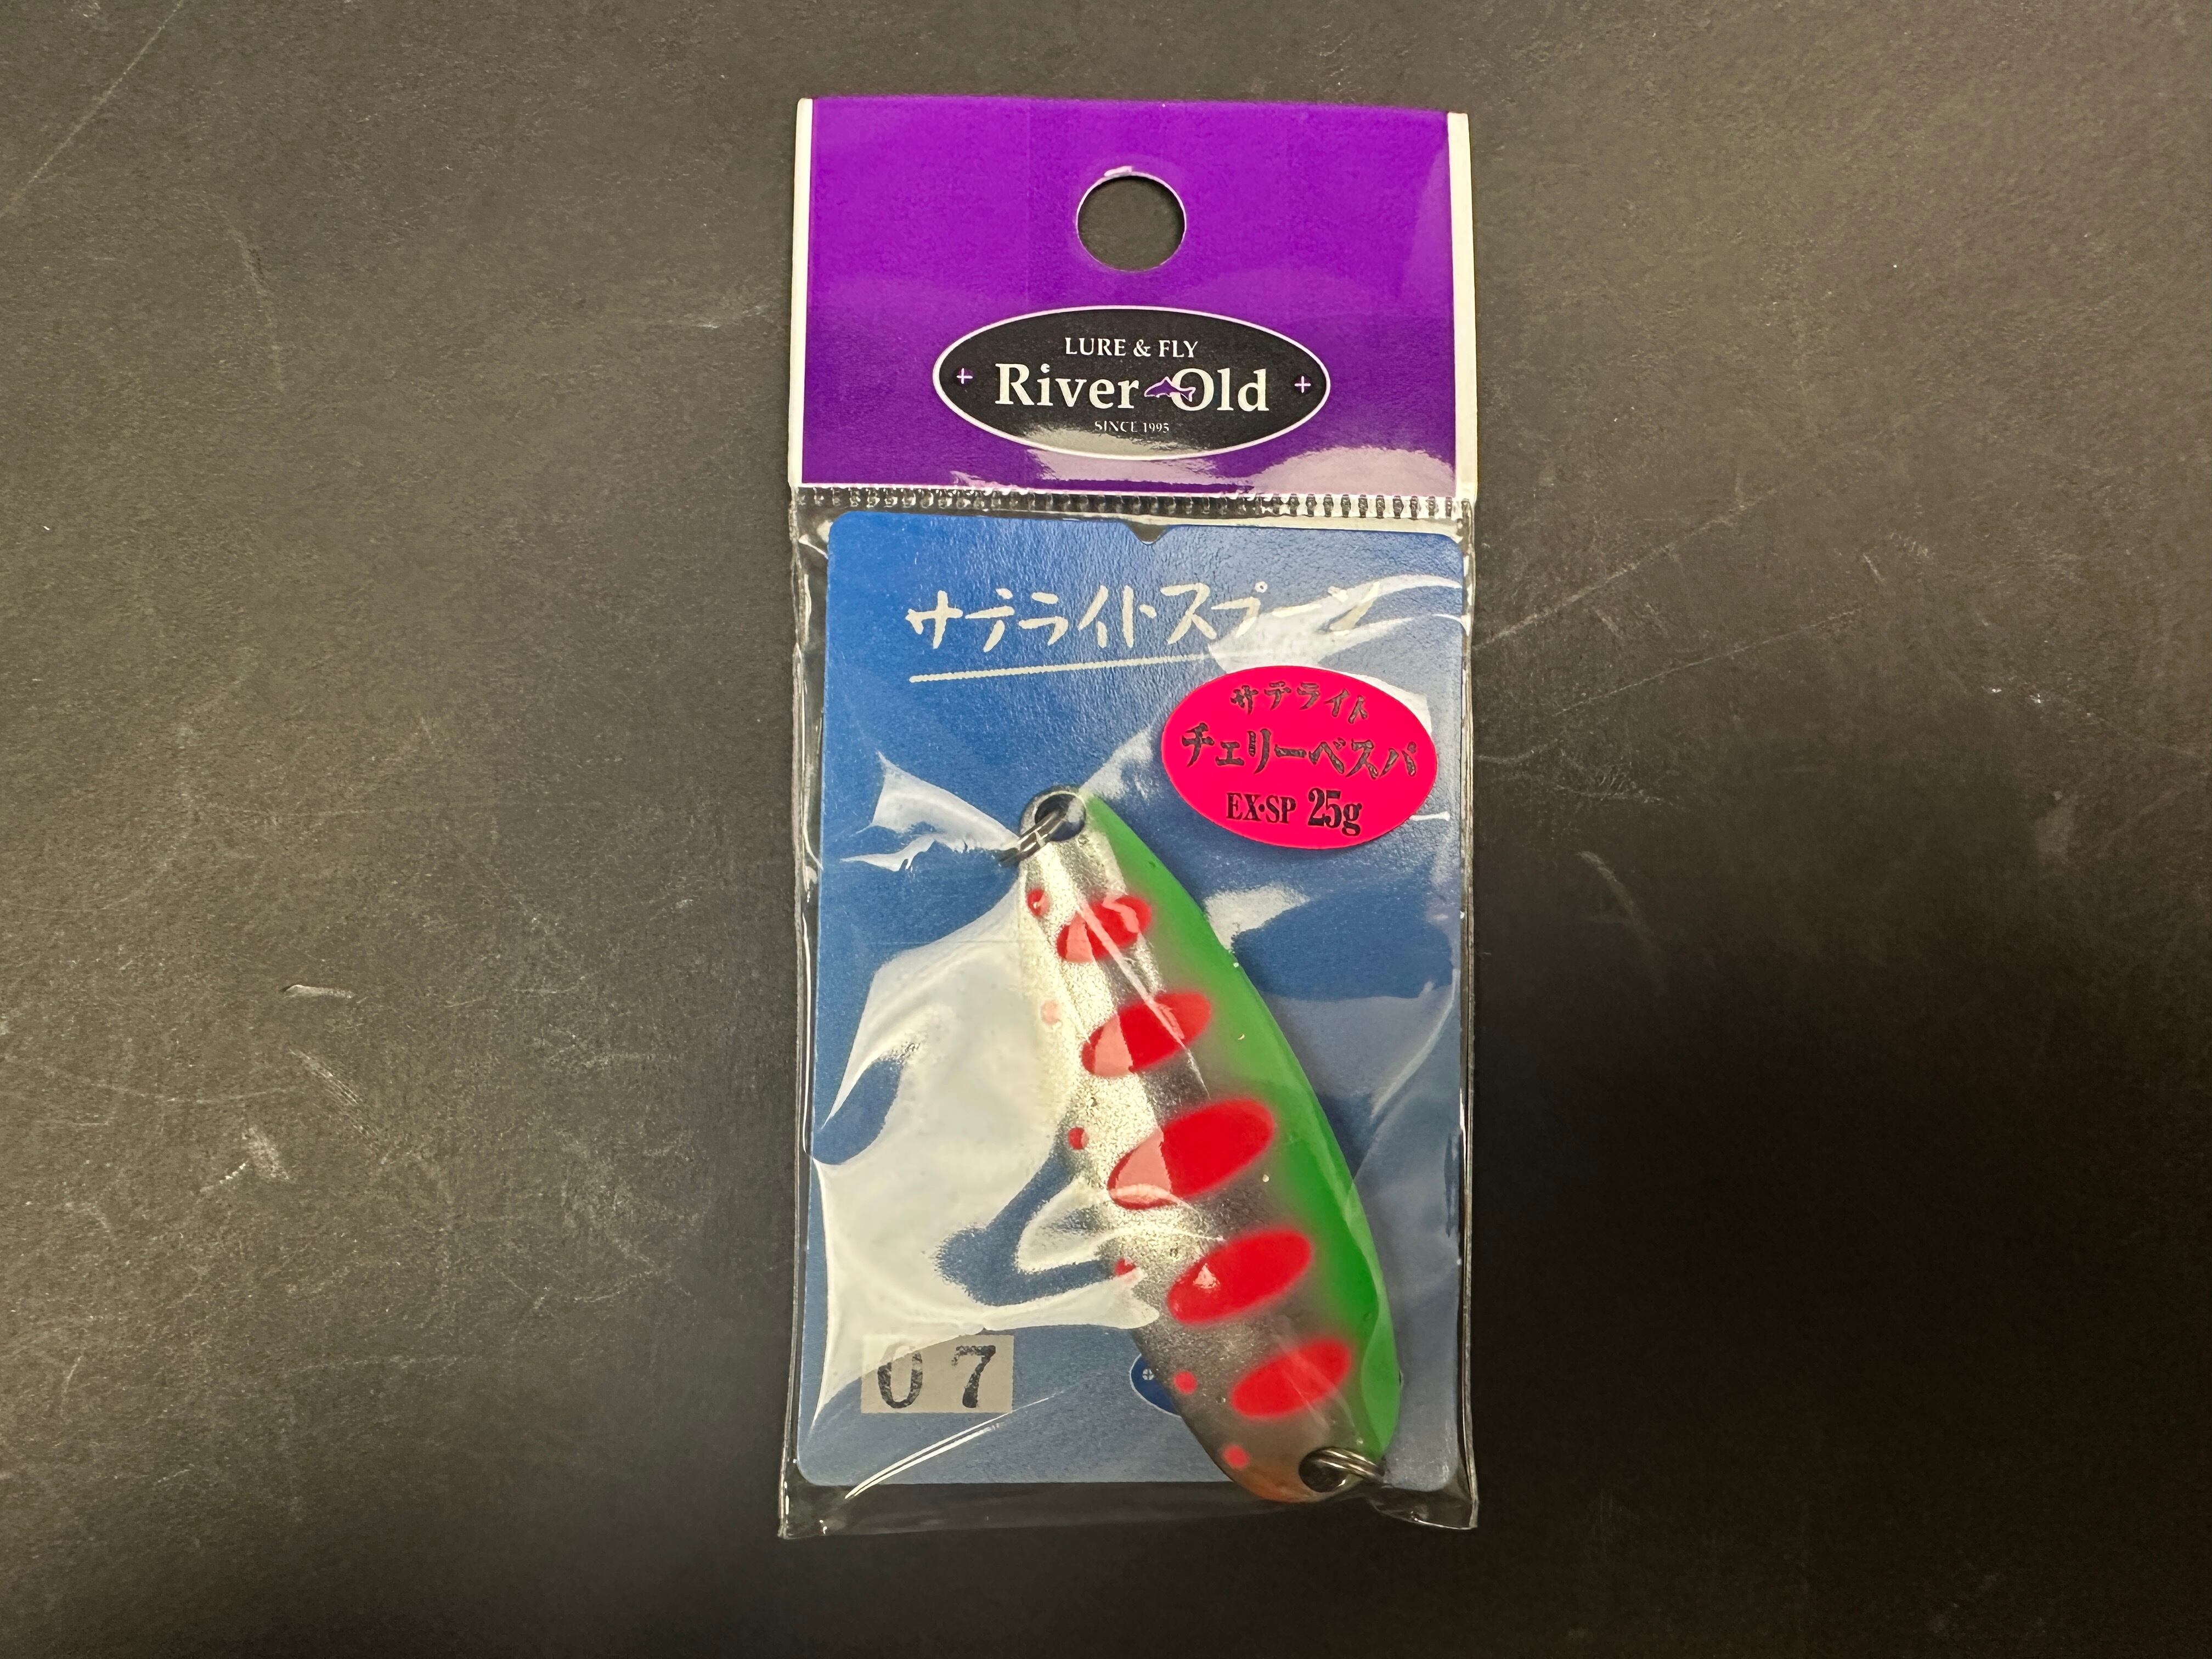 LURE & FLY
River Old
SINCE 1995
サテライトスプーン
サテライト
チェリーベスパ
EX・SP 25g
07